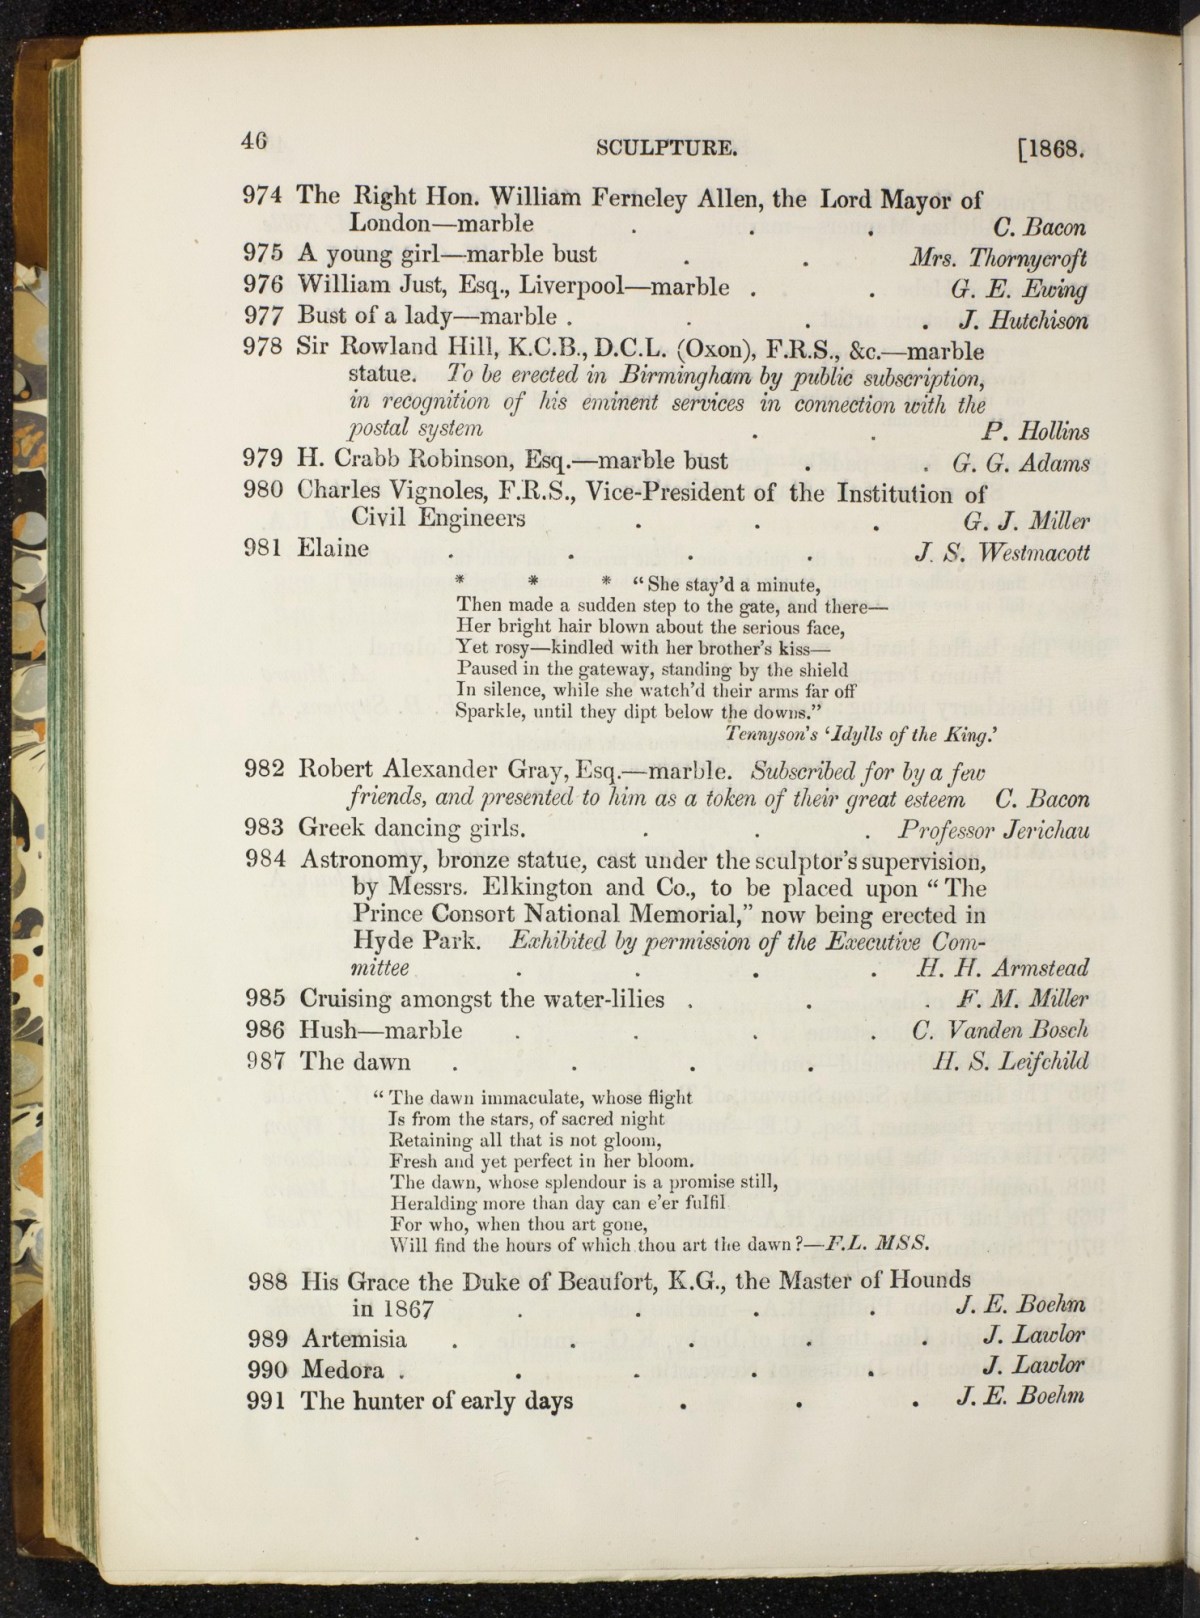 46 SCULPTURE. [1868.
974 The Right Hon. William Ferneley Allen, the Lord Mayor of
London—marble . . . C. Bacon
975 A young girl—marble bust . . Mrs. Thornycroft
976 William Just, Esq., Liverpool—marble . . G. E. Ewing
977 Bust of a lady—marble . . . . J. Hutchison
978 Sir Rowland Hill, K.C.B., D.C.L. (Oxon), F.R.S., &c.—marble
statue. To be erected in Birmingham by public subscription,
in recognition of his eminent services in connection with the
postal system . . P. Hollins
979 H. Crabb Robinson, Esq.—marble bust . . G. G. Adams
980 Charles Vignoles, F.R.S., Vice-President of the Institution of
Civil Engineers . . . G. J. Miller
981 Elaine . . . . J. S. Westmacott
* * * “She stay’d a minute,
Then made a sudden step to the gate, and there—
Her bright hair blown about the serious face,
Yet rosy—kindled with her brother’s kiss—
Paused in the gateway, standing by the shield
In silence, while she watch’d their arms far off
Sparkle, until they dipt below the downs.”
Tennyson’s ‘Idylls of the King.’
982 Robert Alexander Gray, Esq.—marble. Subscribed for by a few
friends, and presented to him as a token of their great esteem C. Bacon
983 Greek dancing girls. . . . Professor Jerichau
984 Astronomy, bronze statue, cast under the sculptor’s supervision,
by Messrs. Elkington and Co., to be placed upon “The
Prince Consort National Memorial,” now being erected in
Hyde Park. Exhibited by permission of the Executive Com-
mittee . . . . H. H. Armstead
985 Cruising amongst the water-lilies . . . F. M. Miller
986 Hush—marble . . . . C. Vanden Bosch
987 The dawn . . . . H. S. Leifchild
“The dawn immaculate, whose flight
Is from the stars, of sacred night
Retaining all that is not gloom,
Fresh and yet perfect in her bloom.
The dawn, whose splendour is a promise still,
Heralding more than day can e’er fulfil
For who, when thou art gone,
Will find the hours of which thou art the dawn?—F.L. MSS.
988 His Grace the Duke of Beaufort, K.G., the Master of Hounds
in 1867 . . . . J. E. Boehm
989 Artemisia . . . . . J. Lawlor
990 Medora . . . . . J. Lawlor
991 The hunter of early days . . . J. E. Boehm